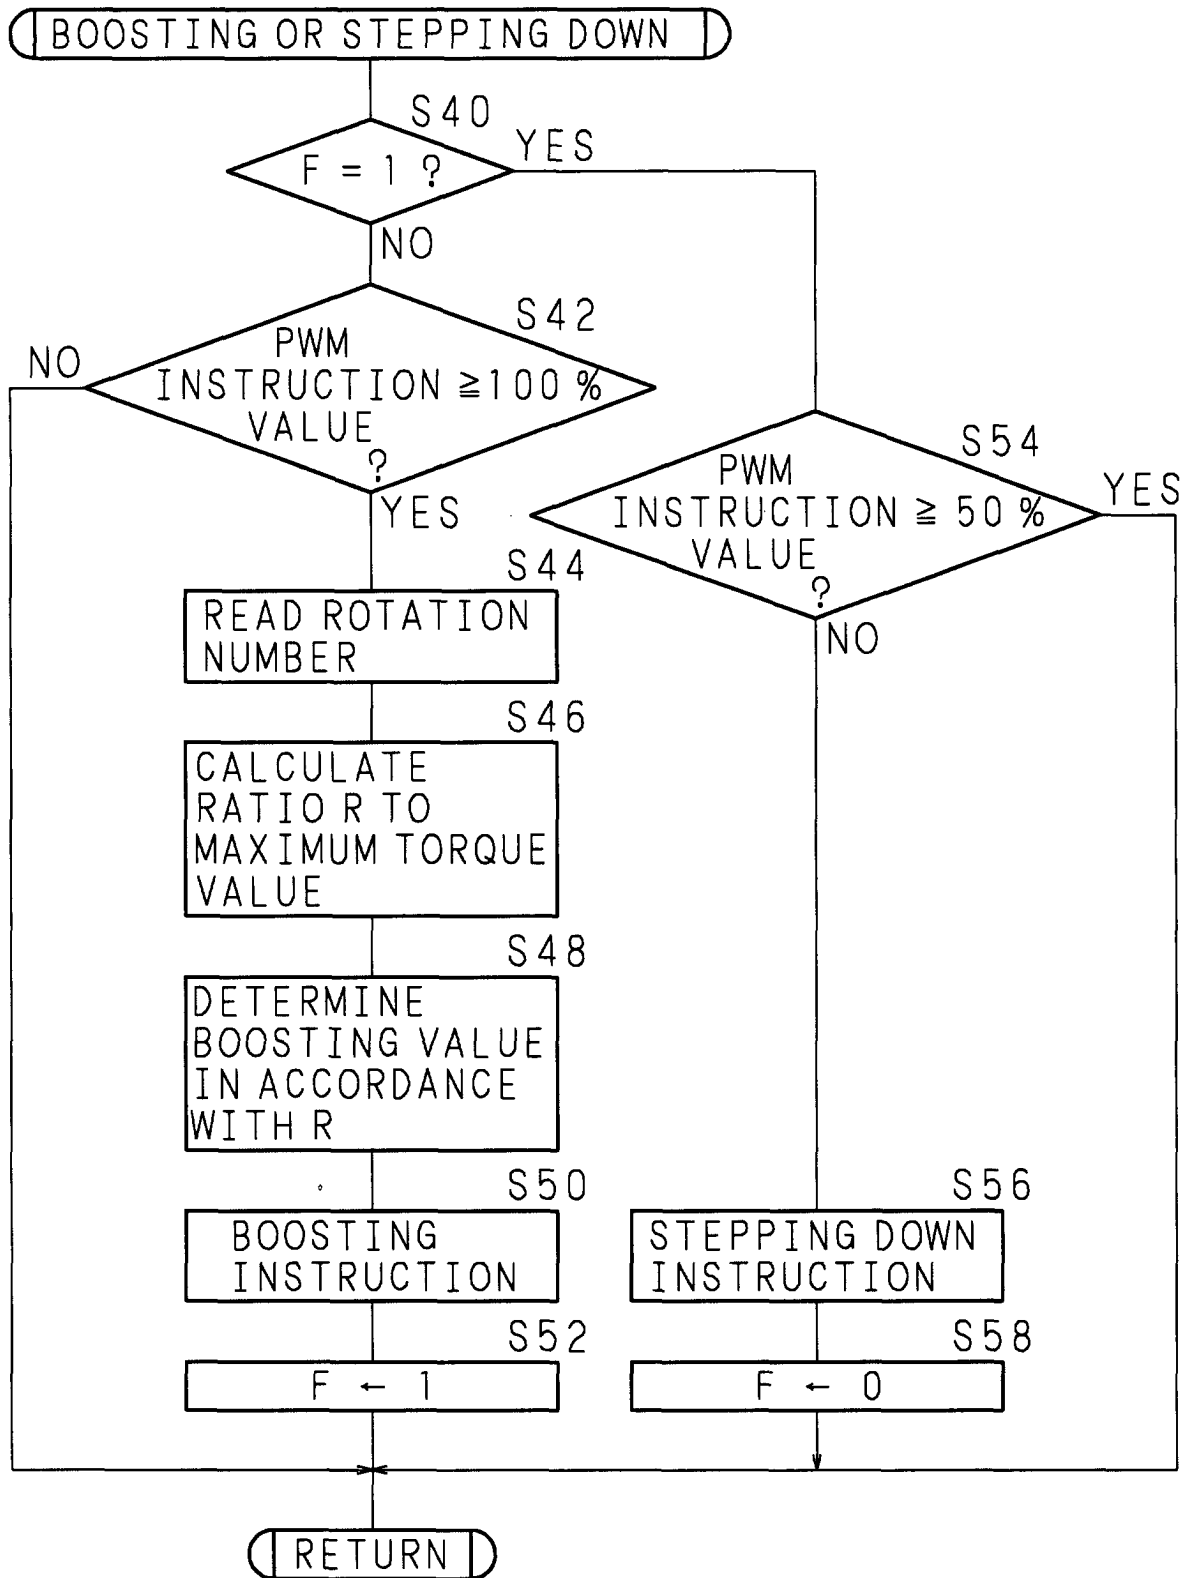 BOOSTING OR STEPPING DOWN
S40
F = 1 ?
YES
NO
S42
PWM
INSTRUCTION ≧ 100 %
VALUE
?
NO
YES
S44
READ ROTATION
NUMBER
S46
CALCULATE
RATIO R TO
MAXIMUM TORQUE
VALUE
S48
DETERMINE
BOOSTING VALUE
IN ACCORDANCE
WITH R
S50
BOOSTING
INSTRUCTION
S52
F ← 1
S54
PWM
INSTRUCTION ≧ 50 %
VALUE
?
YES
NO
S56
STEPPING DOWN
INSTRUCTION
S58
F ← 0
RETURN